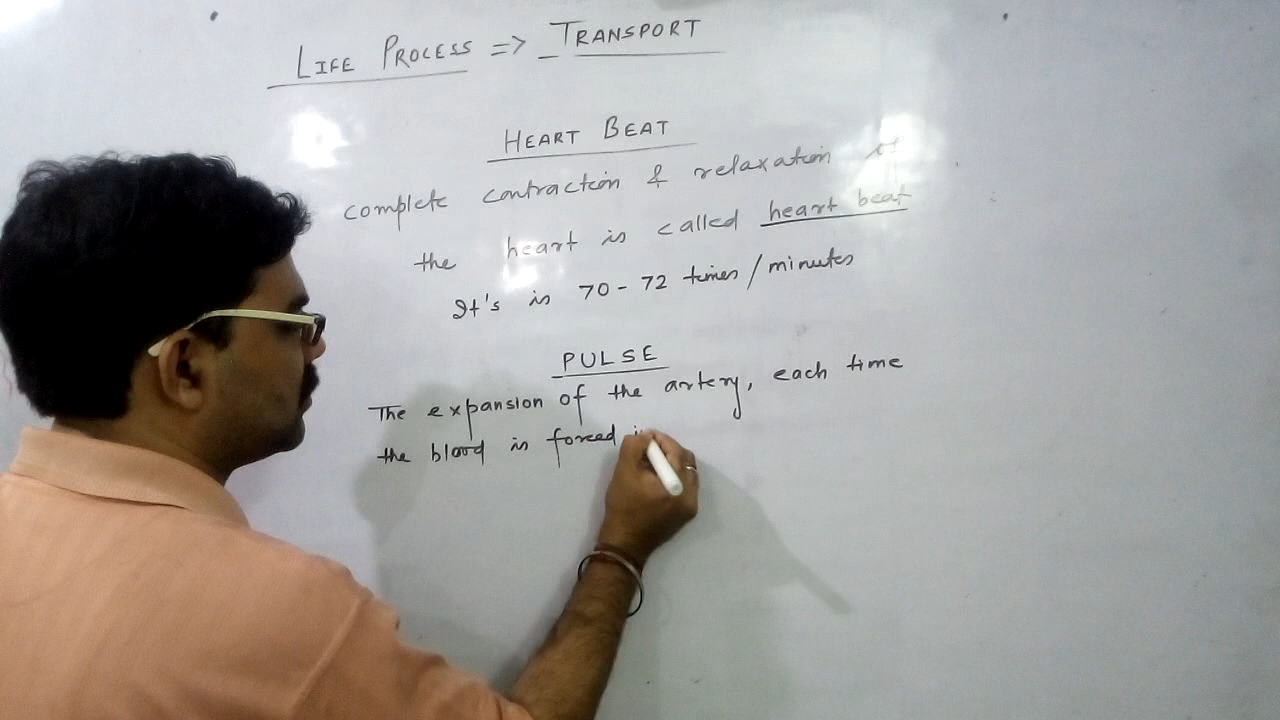 LIFE PROCESS => TRANSPORT
HEART BEAT
complete contraction & relaxation of
the heart is called heart beat
It's is 70-72 times/minutes
PULSE
The expansion of the artery, each time
the blood is forced